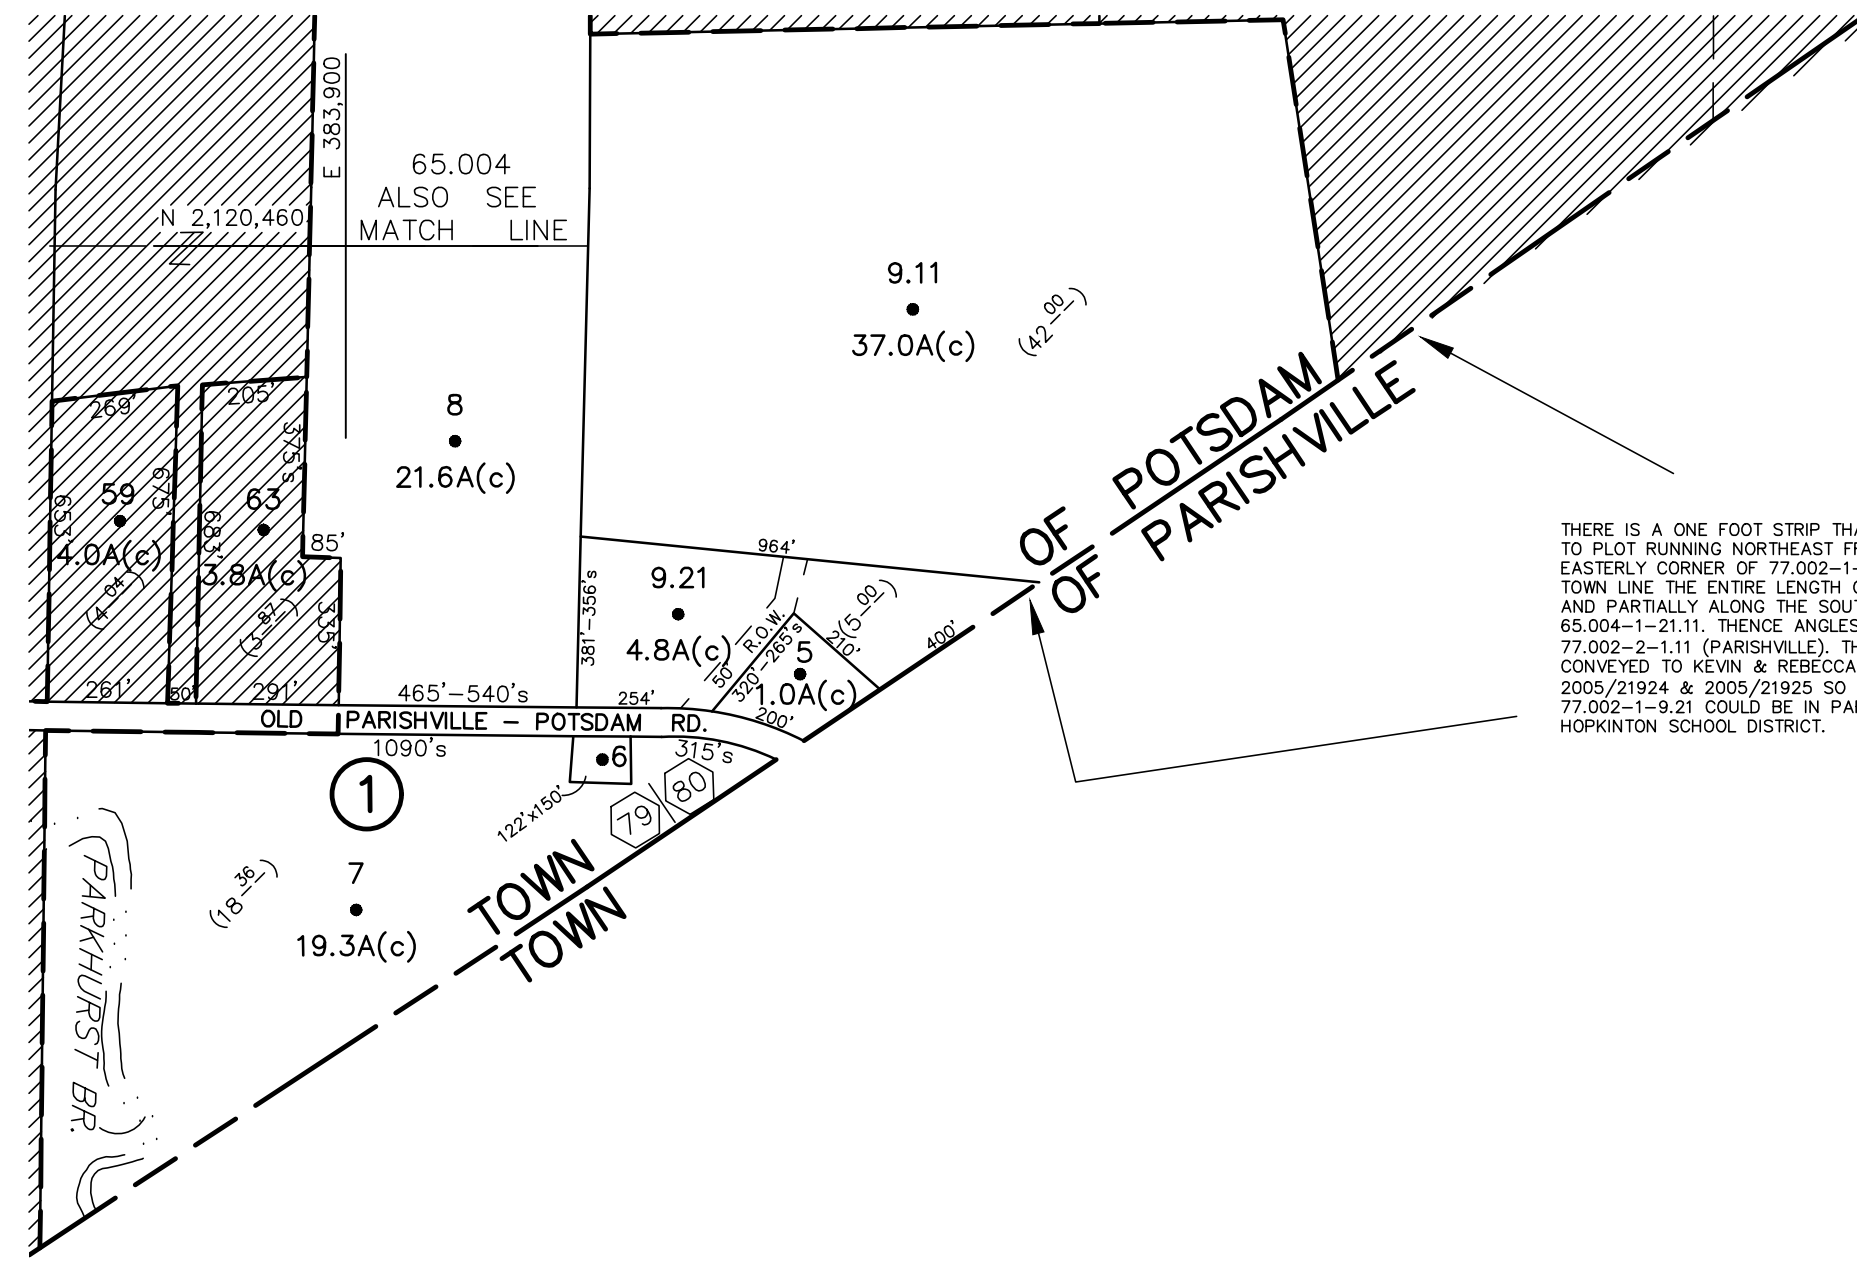 E 383,900
65.004
ALSO SEE
MATCH LINE
N 2,120,460
9.11
37.0A(c)
(42 00)
8
21.6A(c)
269'
205'
375's
675'
653'
59
4.0A(c)
(4 04)
683'
63
3.8A(c)
(3 87)
85'
335'
261'
50'
291'
465'-540's
964'
9.21
4.8A(c)
381'-356's
50' R.O.W.
320'-265's
5
1.0A(c)
210'
(5 00)
400'
254'
200'
OLD PARISHVILLE - POTSDAM RD.
1090's
315's
6
122'x150'
1
79
80
7
19.3A(c)
(18 36)
PARKHURST BR.
TOWN OF POTSDAM
TOWN OF PARISHVILLE
THERE IS A ONE FOOT STRIP
TO PLOT RUNNING NORTHEAST
EASTERLY CORNER OF 77.002-1-
TOWN LINE THE ENTIRE LENGTH
AND PARTIALLY ALONG THE
65.004-1-21.11. THENCE ANGLES
77.002-2-1.11 (PARISHVILLE).
CONVEYED TO KEVIN & REBECCA
2005/21924 & 2005/21925 SO
77.002-1-9.21 COULD BE IN
HOPKINTON SCHOOL DISTRICT.